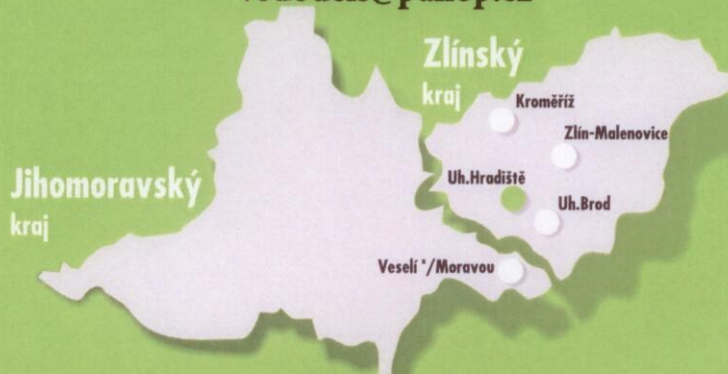 Zlínský
kraj
Kroměříž
Zlín-Malenovice
Jihomoravský
kraj
Uh.Hradiště
Uh.Brod
Veselí "/Moravou